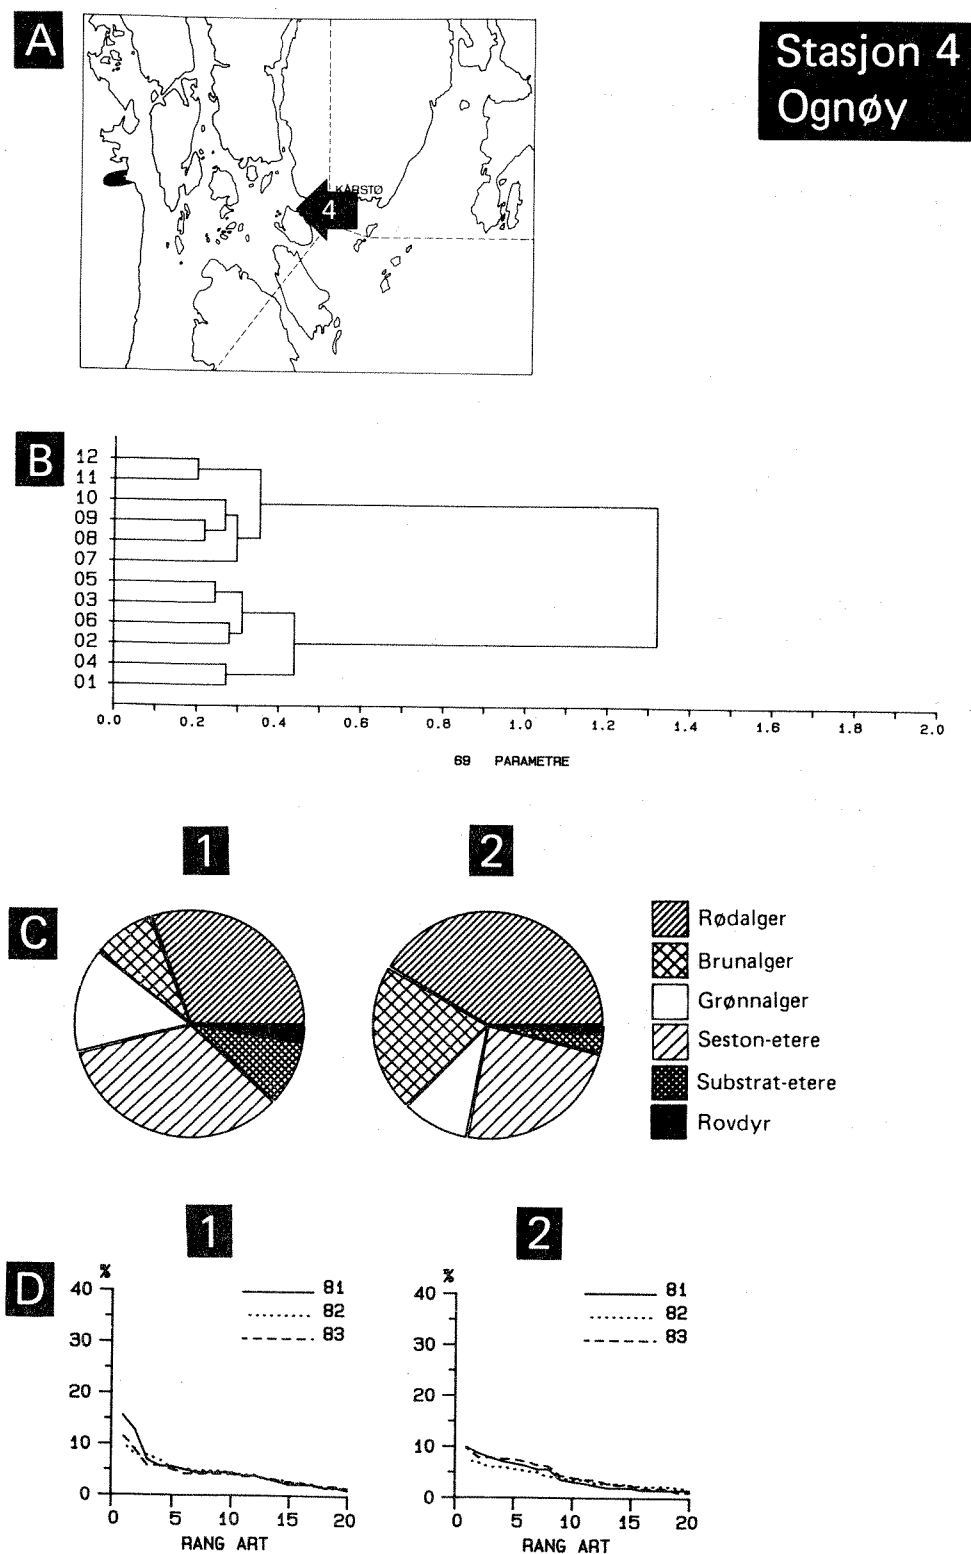 A
Stasjon 4
Ognøy
KÅRSTØ
4
B
12
11
10
09
08
07
05
03
06
02
04
01
0.0 0.2 0.4 0.6 0.8 1.0 1.2 1.4 1.6 1.8 2.0
69 PARAMETRE
1 2
C
Rødalger
Brunalger
Grønnalger
Seston-etere
Substrat-etere
Rovdyr
1 2
D
%
40
30
20
10
0
81
82
83
0 5 10 15 20
RANG ART
%
40
30
20
10
0
81
82
83
0 5 10 15 20
RANG ART